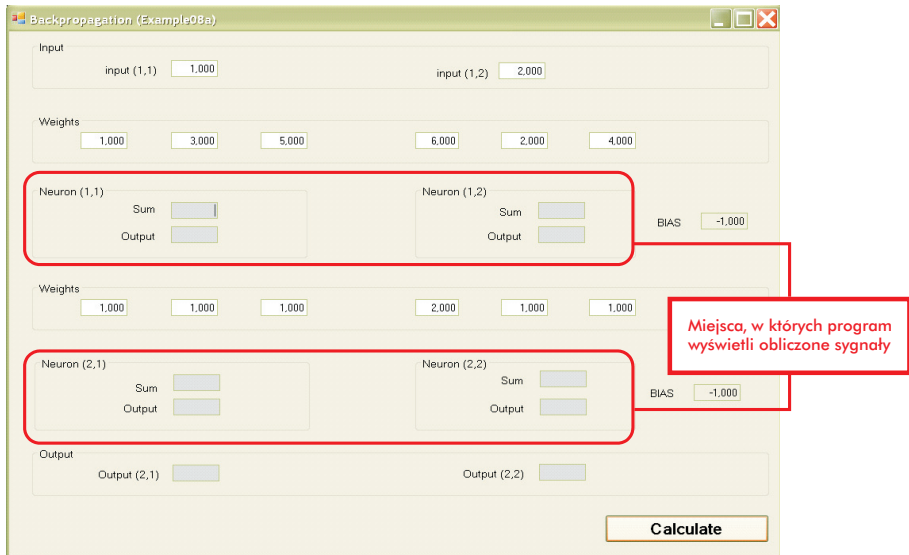 Backpropagation (Example08a)
Input
input (1,1) 1,000 input (1,2) 2,000
Weights
1,000 3,000 5,000 6,000 2,000 4,000
Neuron (1,1) Neuron (1,2)
Sum Sum
BIAS -1,000
Output Output
Weights
1,000 1,000 1,000 2,000 1,000 1,000
Miejsca, w których program
wyświetli obliczone sygnały
Neuron (2,1) Neuron (2,2)
Sum Sum
BIAS -1,000
Output Output
Output
Output (2,1) Output (2,2)
Calculate